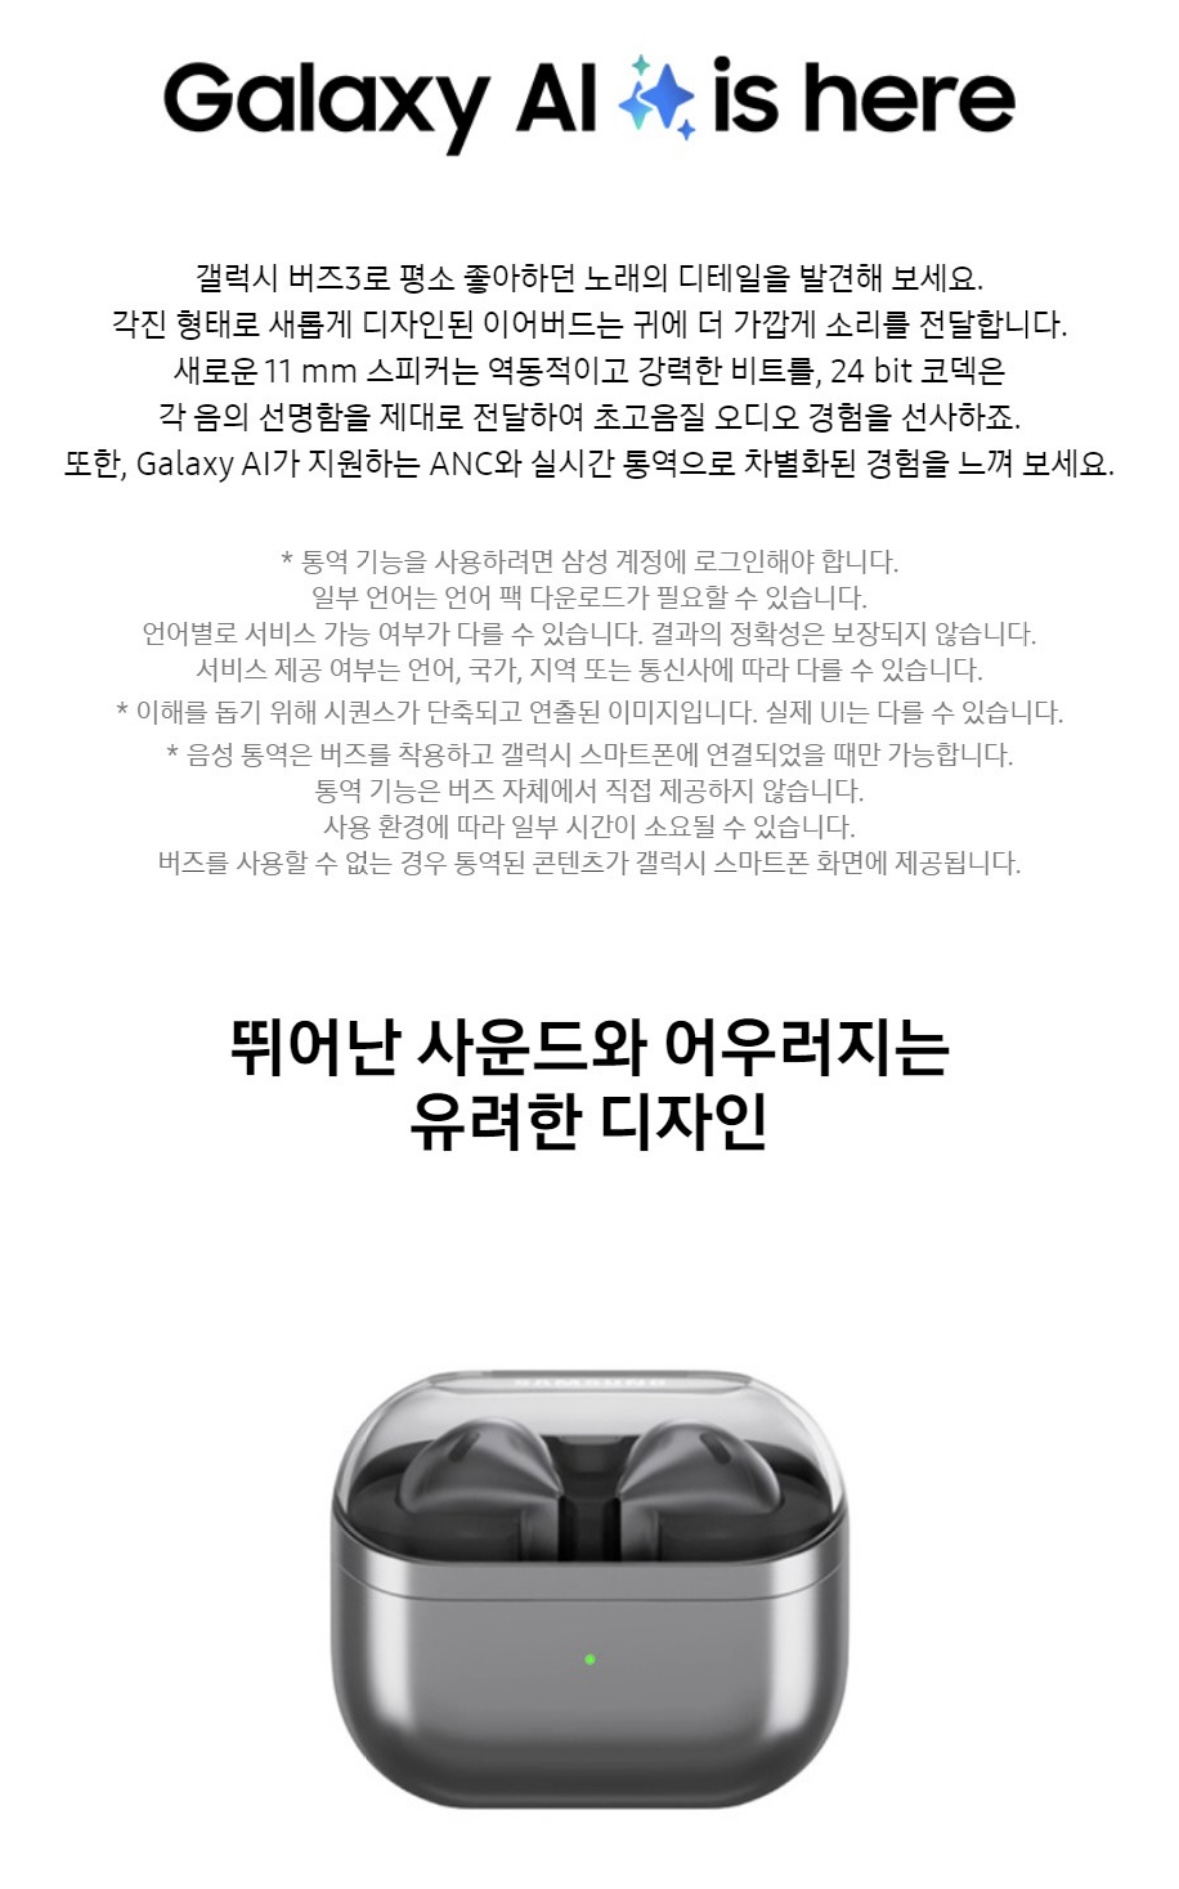 Galaxy AI is here
갤럭시 버즈3로 평소 좋아하던 노래의 디테일을 발견해 보세요.
각진 형태로 새롭게 디자인된 이어버드는 귀에 더 가깝게 소리를 전달합니다.
새로운 11 mm 스피커는 역동적이고 강력한 비트를, 24 bit 코덱은
각 음의 선명함을 제대로 전달하여 초고음질 오디오 경험을 선사하죠.
또한, Galaxy AI가 지원하는 ANC와 실시간 통역으로 차별화된 경험을 느껴 보세요.
* 통역 기능을 사용하려면 삼성 계정에 로그인해야 합니다.
일부 언어는 언어 팩 다운로드가 필요할 수 있습니다.
언어별로 서비스 가능 여부가 다를 수 있습니다. 결과의 정확성은 보장되지 않습니다.
서비스 제공 여부는 언어, 국가, 지역 또는 통신사에 따라 다를 수 있습니다.
* 이해를 돕기 위해 시퀀스가 단축되고 연출된 이미지입니다. 실제 UI는 다를 수 있습니다.
* 음성 통역은 버즈를 착용하고 갤럭시 스마트폰에 연결되었을 때만 가능합니다.
통역 기능은 버즈 자체에서 직접 제공하지 않습니다.
사용 환경에 따라 일부 시간이 소요될 수 있습니다.
버즈를 사용할 수 없는 경우 통역된 콘텐츠가 갤럭시 스마트폰 화면에 제공됩니다.
뛰어난 사운드와 어우러지는
유려한 디자인
SAMSUNG